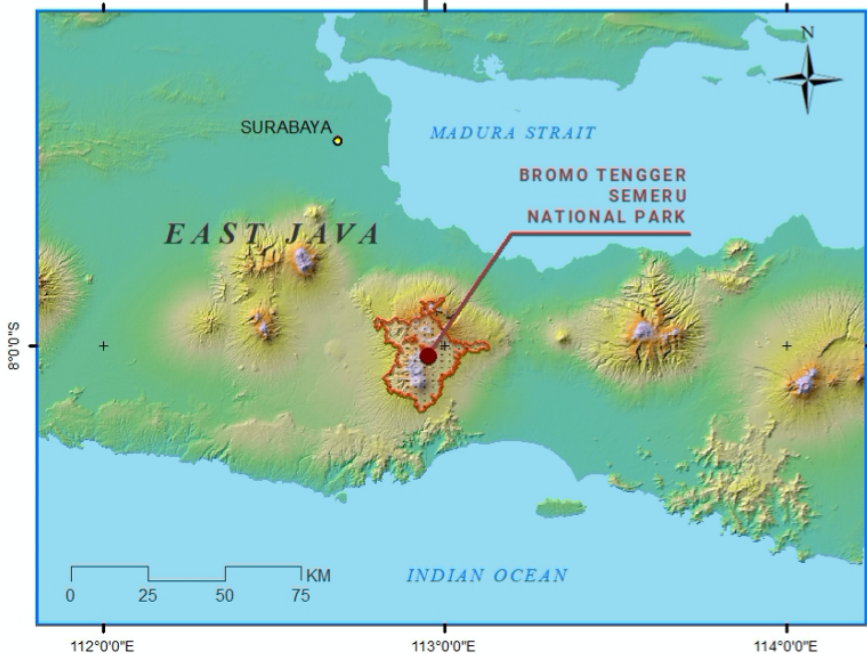 N
SURABAYA
MADURA STRAIT
BROMO TENGGER
SEMERU
NATIONAL PARK
EAST JAVA
8°0'0"S
INDIAN OCEAN
KM
0 25 50 75
112°0'0"E 113°0'0"E 114°0'0"E